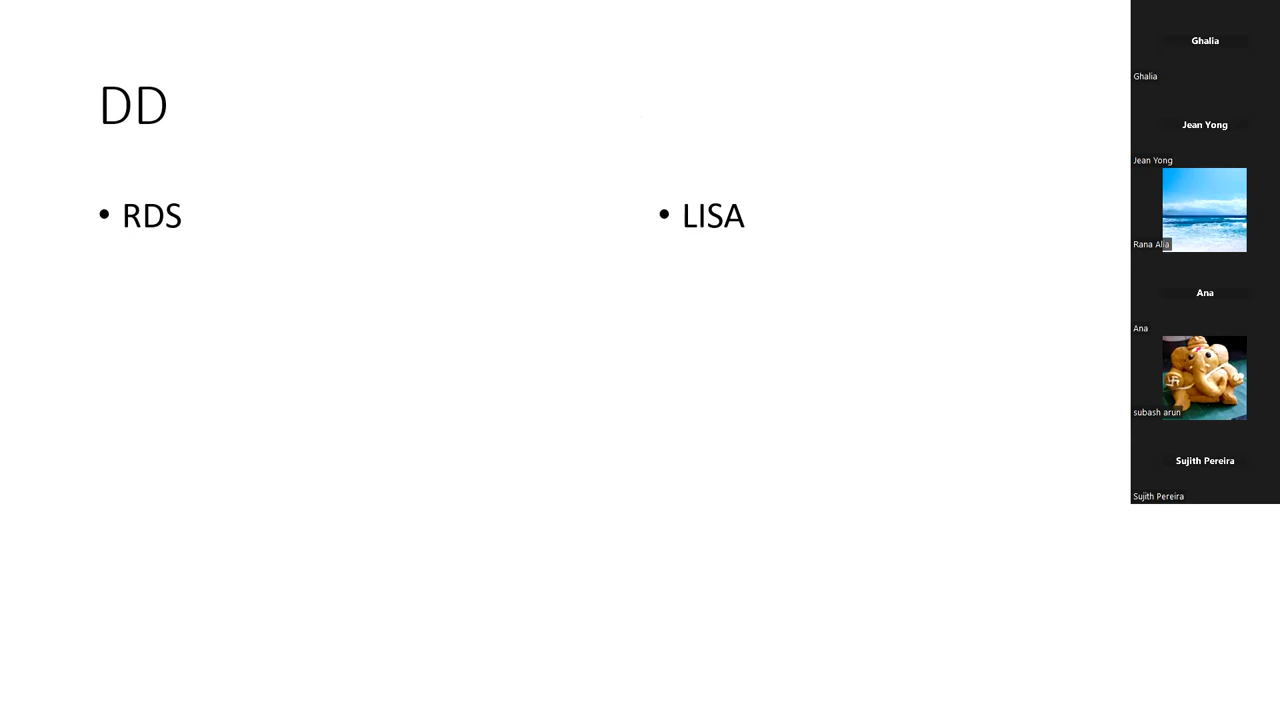 DD
• RDS
• LISA
Ghalia
Ghalia
Jean Yong
Jean Yong
Rana Alia
Ana
Ana
subash arun
Sujith Pereira
Sujith Pereira